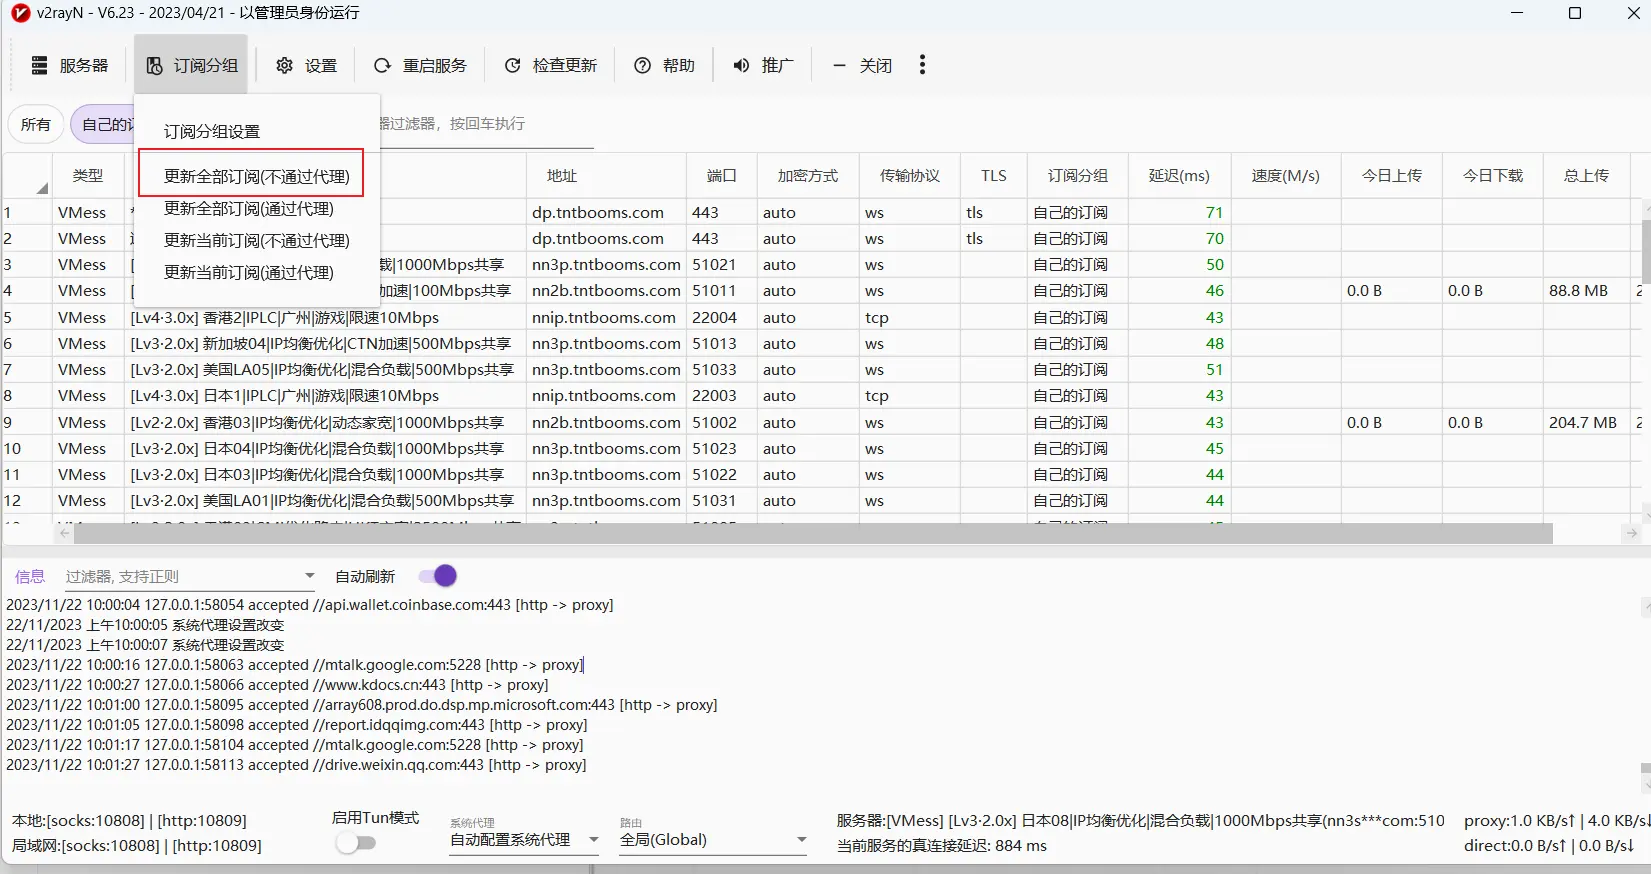 v2rayN - V6.23 - 2023/04/21 - 以管理员身份运行
服务器 订阅分组 设置 重启服务 检查更新 帮助 推广 关闭
所有 自己的订 器过滤器，按回车执行
订阅分组设置
更新全部订阅(不通过代理)
更新全部订阅(通过代理)
更新当前订阅(不通过代理)
更新当前订阅(通过代理)
类型 地址 端口 加密方式 传输协议 TLS 订阅分组 延迟(ms) 速度(M/s) 今日上传 今日下载 总上传
1 VMess dp.tntbooms.com 443 auto ws tls 自己的订阅 71
2 VMess dp.tntbooms.com 443 auto ws tls 自己的订阅 70
3 VMess [ 载|1000Mbps共享 nn3p.tntbooms.com 51021 auto ws 自己的订阅 50
4 VMess [ 加速|100Mbps共享 nn2b.tntbooms.com 51011 auto ws 自己的订阅 46 0.0 B 0.0 B 88.8 MB 2
5 VMess [Lv4·3.0x] 香港2|IPLC|广州|游戏|限速10Mbps nnip.tntbooms.com 22004 auto tcp 自己的订阅 43
6 VMess [Lv3·2.0x] 新加坡04|IP均衡优化|CTN加速|500Mbps共享 nn3p.tntbooms.com 51013 auto ws 自己的订阅 48
7 VMess [Lv3·2.0x] 美国LA05|IP均衡优化|混合负载|500Mbps共享 nn3p.tntbooms.com 51033 auto ws 自己的订阅 51
8 VMess [Lv4·3.0x] 日本1|IPLC|广州|游戏|限速10Mbps nnip.tntbooms.com 22003 auto tcp 自己的订阅 43
9 VMess [Lv2·2.0x] 香港03|IP均衡优化|动态家宽|1000Mbps共享 nn2b.tntbooms.com 51002 auto ws 自己的订阅 43 0.0 B 0.0 B 204.7 MB 2
10 VMess [Lv3·2.0x] 日本04|IP均衡优化|混合负载|1000Mbps共享 nn3p.tntbooms.com 51023 auto ws 自己的订阅 45
11 VMess [Lv3·2.0x] 日本03|IP均衡优化|混合负载|1000Mbps共享 nn3p.tntbooms.com 51022 auto ws 自己的订阅 44
12 VMess [Lv3·2.0x] 美国LA01|IP均衡优化|混合负载|500Mbps共享 nn3p.tntbooms.com 51031 auto ws 自己的订阅 44
信息 过滤器, 支持正则 自动刷新
2023/11/22 10:00:04 127.0.0.1:58054 accepted //api.wallet.coinbase.com:443 [http -> proxy]
22/11/2023 上午10:00:05 系统代理设置改变
22/11/2023 上午10:00:07 系统代理设置改变
2023/11/22 10:00:16 127.0.0.1:58063 accepted //mtalk.google.com:5228 [http -> proxy]
2023/11/22 10:00:27 127.0.0.1:58066 accepted //www.kdocs.cn:443 [http -> proxy]
2023/11/22 10:01:00 127.0.0.1:58095 accepted //array608.prod.do.dsp.mp.microsoft.com:443 [http -> proxy]
2023/11/22 10:01:05 127.0.0.1:58098 accepted //report.idqqimg.com:443 [http -> proxy]
2023/11/22 10:01:17 127.0.0.1:58104 accepted //mtalk.google.com:5228 [http -> proxy]
2023/11/22 10:01:27 127.0.0.1:58113 accepted //drive.weixin.qq.com:443 [http -> proxy]
本地:[socks:10808] | [http:10809]
局域网:[socks:10808] | [http:10809]
启用Tun模式
系统代理
自动配置系统代理
路由
全局(Global)
服务器:[VMess] [Lv3·2.0x] 日本08|IP均衡优化|混合负载|1000Mbps共享(nn3s***com:510
当前服务的真连接延迟: 884 ms
proxy:1.0 KB/s↑ | 4.0 KB/s↓
direct:0.0 B/s↑ | 0.0 B/s↓